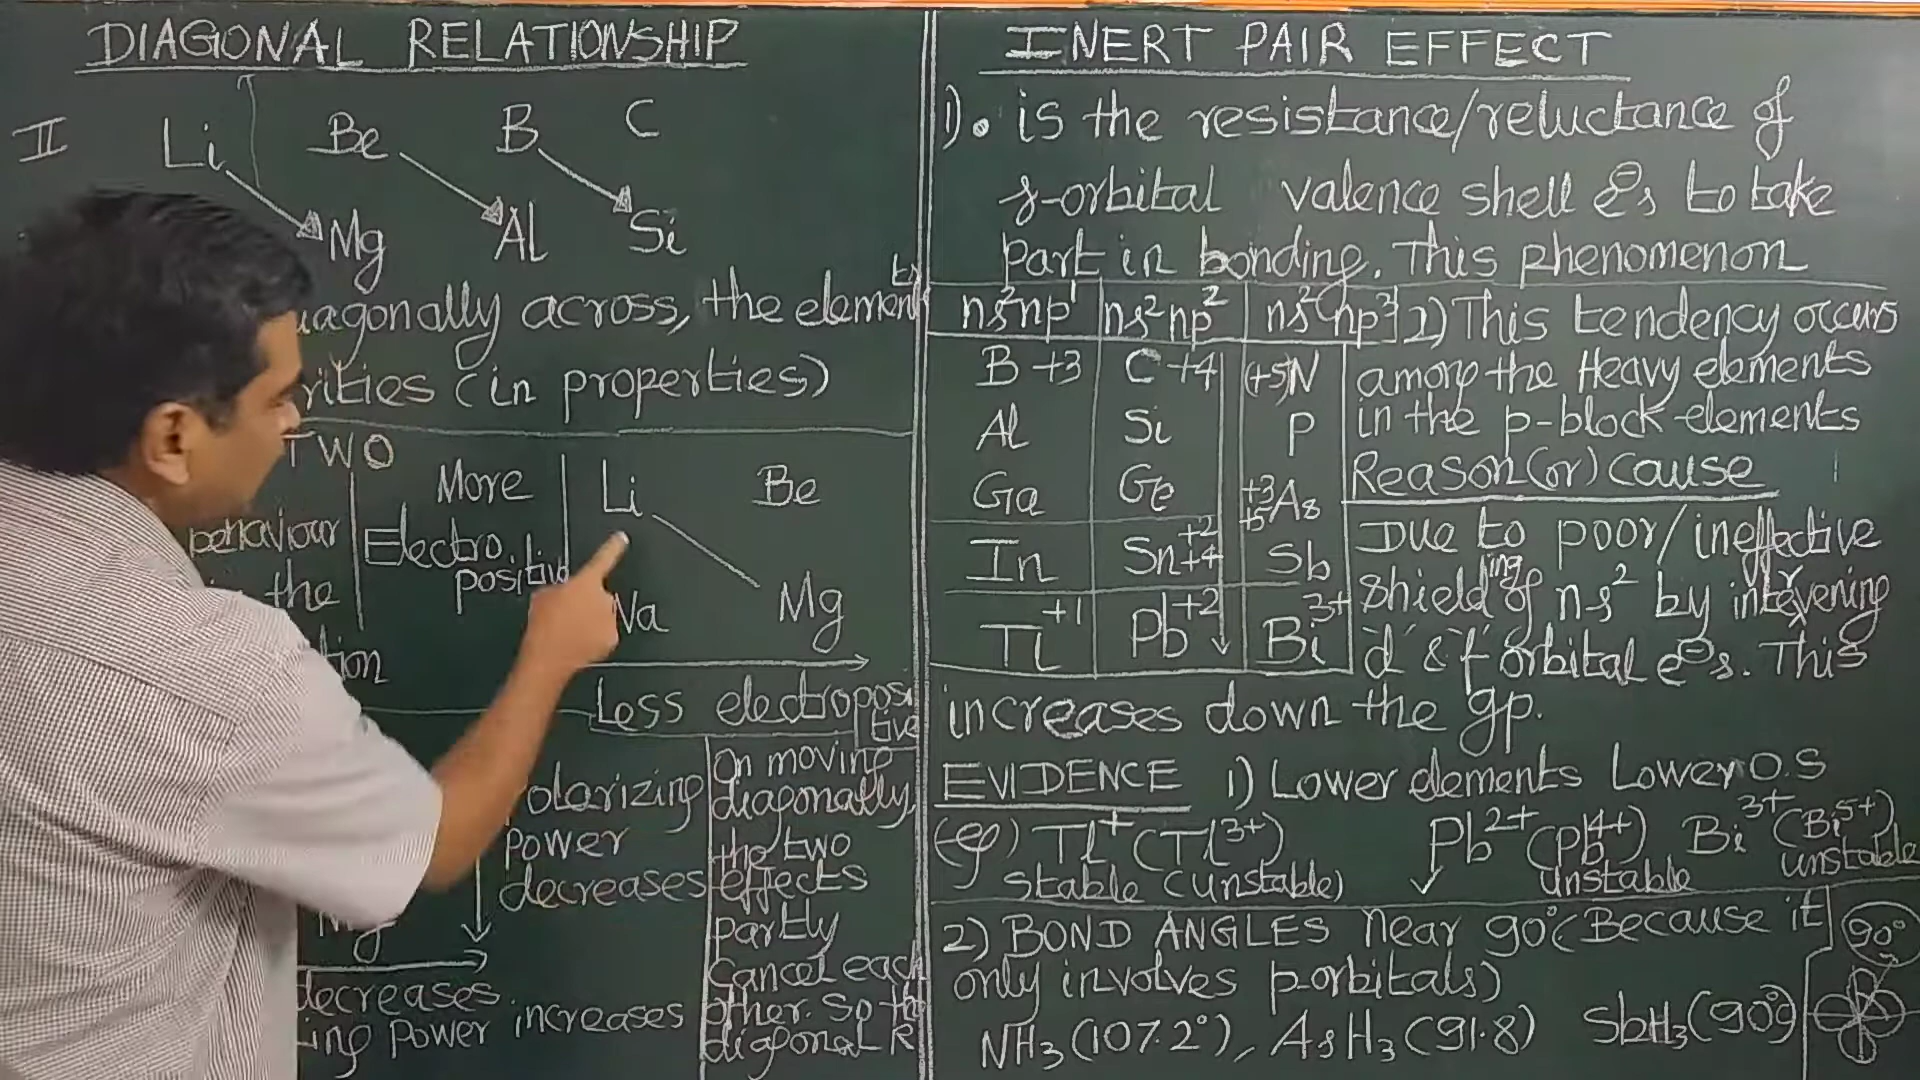 DIAGONAL RELATIONSHIP
II Li Be B C
Mg Al Si
diagonally across, the elements
rities (in properties)
TWO
behaviour
the
tion
More
Electro
positive
Li Be
Na Mg
Less electroposi
tive
polarizing
power
decreases
On moving
diagonally,
the two
effects
partly
cancel each
other. So th
diagonal R
Mg
decreases
ing power increases
INERT PAIR EFFECT
1). is the resistance/reluctance of
s-orbital valence shell e⊖s to take
part in bonding. This phenomenon
ns²np¹ ns²np² ns²np³
B +3 C +4 (+5)N
Al Si P
Ga Ge +3 +5 As
In Sn +2 +4 Sb
Tl +1 Pb +2 Bi 3+
2) This tendency occurs
among the Heavy elements
in the p-block elements
Reason(or) cause
Due to poor/ineffective
shielding of ns² by intervening
'd' & 'f' orbital e⊖s. This
increases down the gp.
EVIDENCE 1) Lower elements Lower O.S
(eg) Tl⁺ (Tl³⁺) Pb²⁺ (Pb⁴⁺) Bi³⁺ (Bi⁵⁺)
stable (unstable) unstable unstable
2) BOND ANGLES near 90° (Because it
only involves p orbitals)
NH₃ (107.2°), AsH₃ (91.8) SbH₃ (90°)
90°